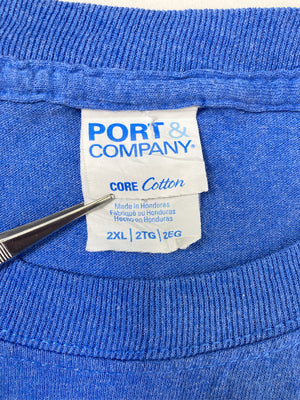 PORT &
COMPANY®
CORE Cotton
Made in Honduras
Fabriqué au Honduras
Hecho en Honduras
2XL | 2TG | 2EG